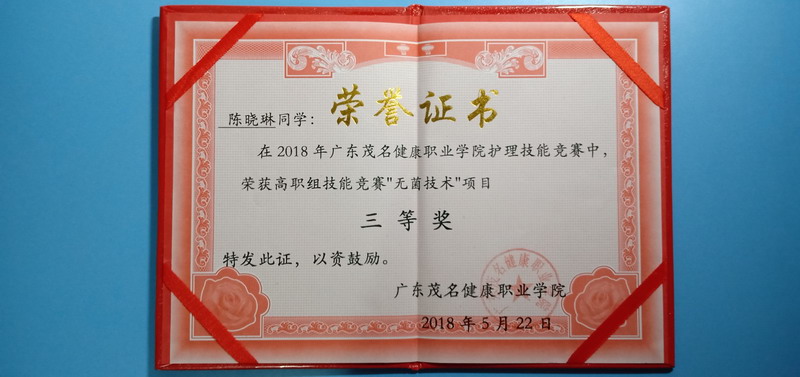 荣誉证书
陈晓琳同学：
在2018年广东茂名健康职业学院护理技能竞赛中，
荣获高职组技能竞赛"无菌技术"项目
三等奖
特发此证，以资鼓励。
广东茂名健康职业学院
2018年5月22日